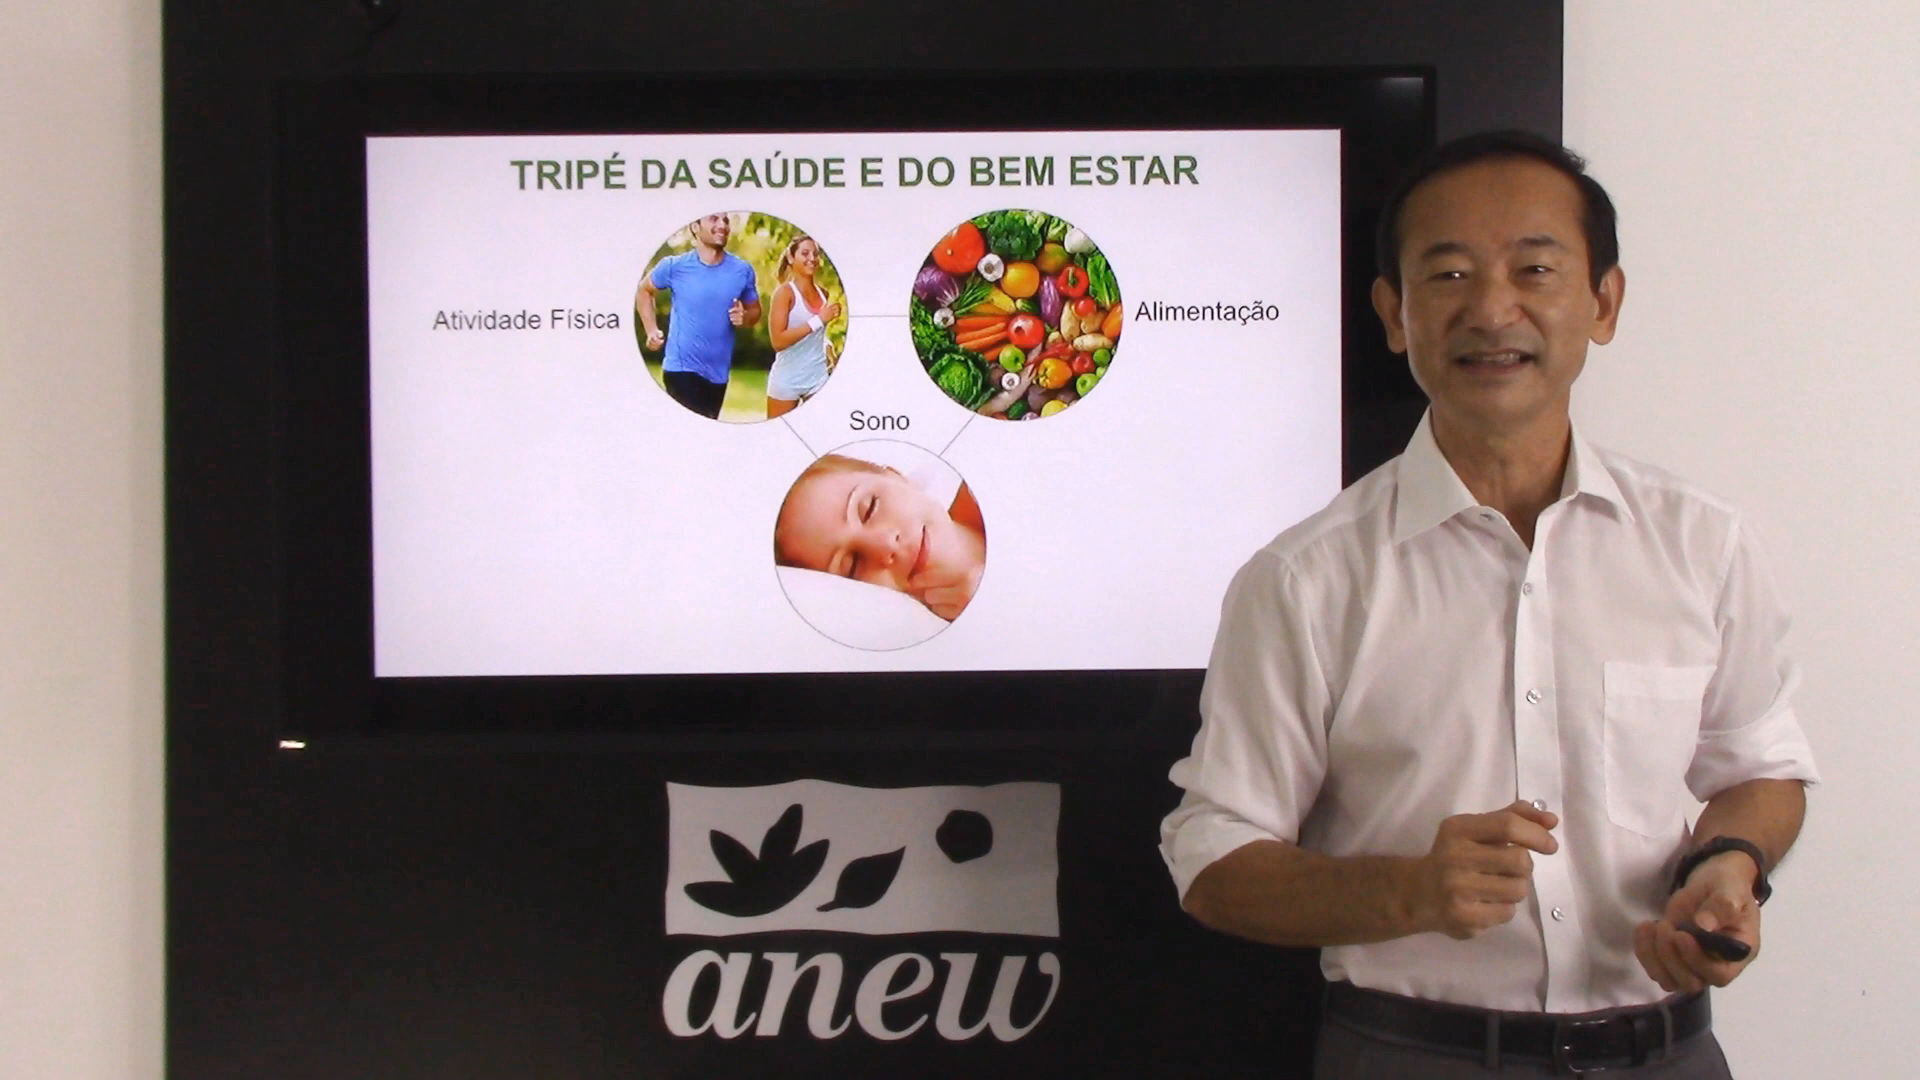 TRIPÉ DA SAÚDE E DO BEM ESTAR
Atividade Física
Alimentação
Sono
anew